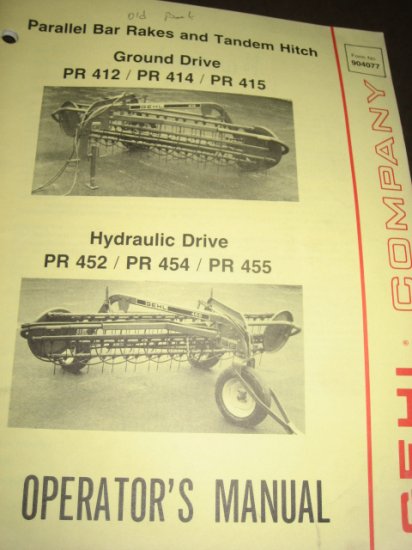 Old
Parallel Bar Rakes and Tandem Hitch
Ground Drive
PR 412 / PR 414 / PR 415
Form No
904077
Hydraulic Drive
PR 452 / PR 454 / PR 455
GEHL
OPERATOR'S MANUAL
GEHL • COMPANY